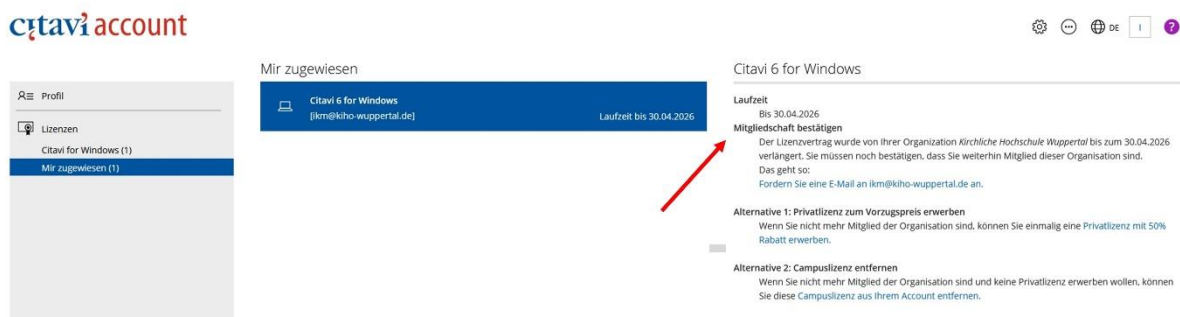 citavi account
DE
I
?
Profil
Lizenzen
Citavi for Windows (1)
Mir zugewiesen (1)
Mir zugewiesen
Citavi 6 for Windows
[ikm@kiho-wuppertal.de]
Laufzeit bis 30.04.2026
Citavi 6 for Windows
Laufzeit
Bis 30.04.2026
Mitgliedschaft bestätigen
Der Lizenzvertrag wurde von Ihrer Organization Kirchliche Hochschule Wuppertal bis zum 30.04.2026
verlängert. Sie müssen noch bestätigen, dass Sie weiterhin Mitglied dieser Organisation sind.
Das geht so:
Fordern Sie eine E-Mail an ikm@kiho-wuppertal.de an.
Alternative 1: Privatlizenz zum Vorzugspreis erwerben
Wenn Sie nicht mehr Mitglied der Organisation sind, können Sie einmalig eine Privatlizenz mit 50%
Rabatt erwerben.
Alternative 2: Campuslizenz entfernen
Wenn Sie nicht mehr Mitglied der Organisation sind und keine Privatlizenz erwerben wollen, können
Sie diese Campuslizenz aus Ihrem Account entfernen.